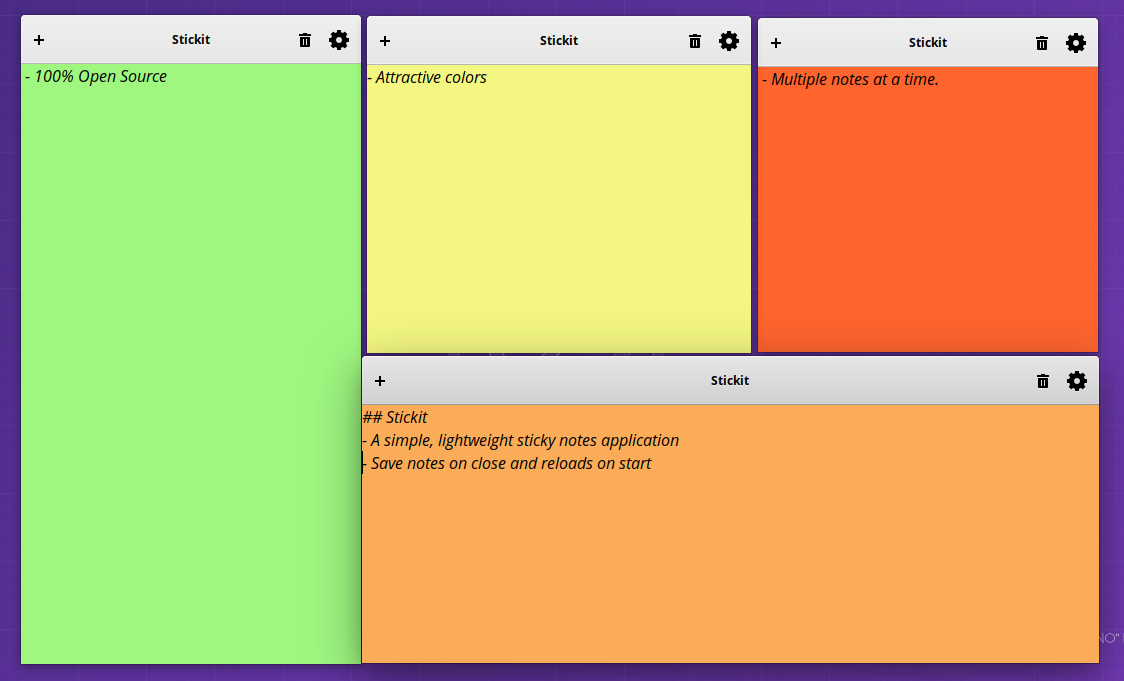 Stickit
- 100% Open Source
Stickit
- Attractive colors
Stickit
- Multiple notes at a time.
Stickit
## Stickit
- A simple, lightweight sticky notes application
- Save notes on close and reloads on start
NO"